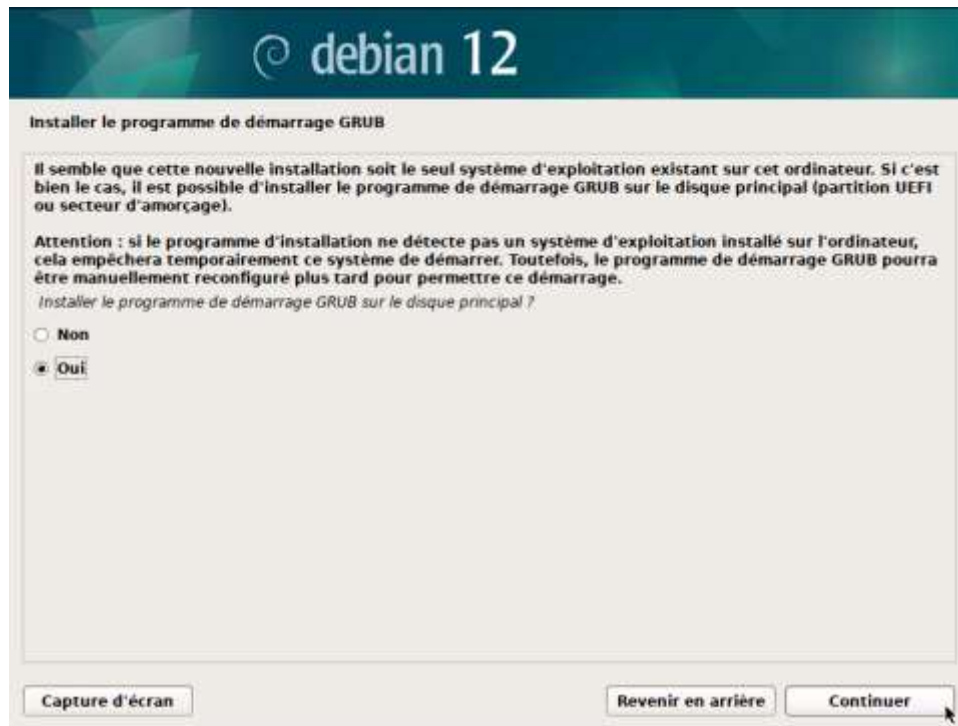 debian 12
Installer le programme de démarrage GRUB
Il semble que cette nouvelle installation soit le seul système d'exploitation existant sur cet ordinateur. Si c'est
bien le cas, il est possible d'installer le programme de démarrage GRUB sur le disque principal (partition UEFI
ou secteur d'amorçage).
Attention : si le programme d'installation ne détecte pas un système d'exploitation installé sur l'ordinateur,
cela empêchera temporairement ce système de démarrer. Toutefois, le programme de démarrage GRUB pourra
être manuellement reconfiguré plus tard pour permettre ce démarrage.
Installer le programme de démarrage GRUB sur le disque principal ?
Non
Oui
Capture d'écran
Revenir en arrière
Continuer